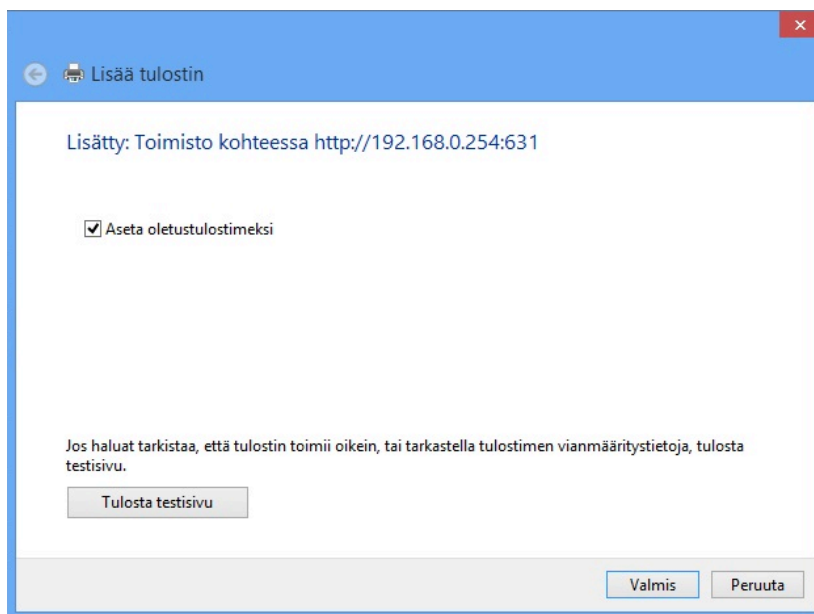 Lisää tulostin
Lisätty: Toimisto kohteessa http://192.168.0.254:631
Aseta oletustulostimeksi
Jos haluat tarkistaa, että tulostin toimii oikein, tai tarkastella tulostimen vianmääritystietoja, tulosta
testisivu.
Tulosta testisivu
Valmis
Peruuta